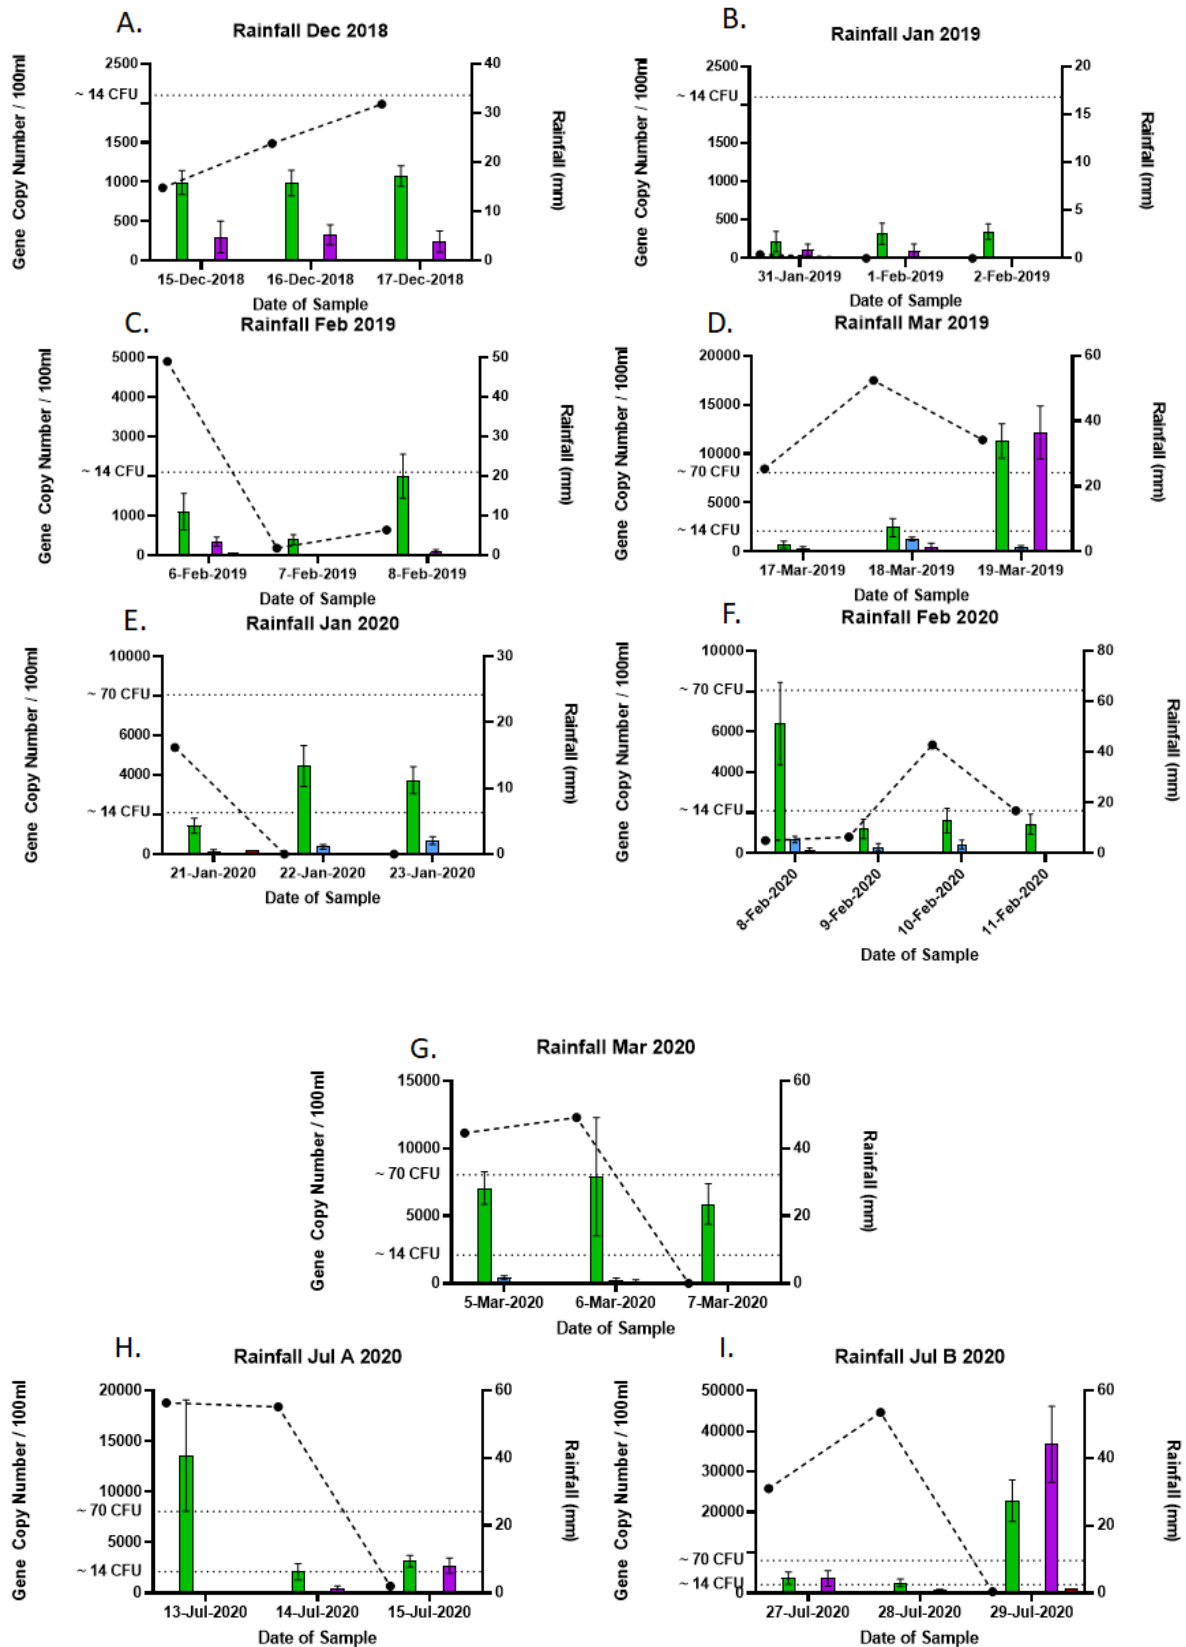 A.
Rainfall Dec 2018
Gene Copy Number / 100ml
2500
~ 14 CFU
1500
1000
500
0
40
30
20
10
0
Rainfall (mm)
15-Dec-2018 16-Dec-2018 17-Dec-2018
Date of Sample
B.
Rainfall Jan 2019
Gene Copy Number / 100ml
2500
~ 14 CFU
1500
1000
500
0
20
15
10
5
0
Rainfall (mm)
31-Jan-2019 1-Feb-2019 2-Feb-2019
Date of Sample
C.
Rainfall Feb 2019
Gene Copy Number / 100ml
5000
4000
3000
~ 14 CFU
1000
0
50
40
30
20
10
0
Rainfall (mm)
6-Feb-2019 7-Feb-2019 8-Feb-2019
Date of Sample
D.
Rainfall Mar 2019
Gene Copy Number / 100ml
20000
15000
10000
~ 70 CFU
5000
~ 14 CFU
0
60
40
20
0
Rainfall (mm)
17-Mar-2019 18-Mar-2019 19-Mar-2019
Date of Sample
E.
Rainfall Jan 2020
Gene Copy Number / 100ml
10000
~ 70 CFU
6000
4000
~ 14 CFU
0
30
20
10
0
Rainfall (mm)
21-Jan-2020 22-Jan-2020 23-Jan-2020
Date of Sample
F.
Rainfall Feb 2020
Gene Copy Number / 100ml
10000
~ 70 CFU
6000
4000
~ 14 CFU
0
80
60
40
20
0
Rainfall (mm)
8-Feb-2020 9-Feb-2020 10-Feb-2020 11-Feb-2020
Date of Sample
G.
Rainfall Mar 2020
Gene Copy Number / 100ml
15000
10000
~ 70 CFU
5000
~ 14 CFU
0
60
40
20
0
Rainfall (mm)
5-Mar-2020 6-Mar-2020 7-Mar-2020
Date of Sample
H.
Rainfall Jul A 2020
Gene Copy Number / 100ml
20000
15000
10000
~ 70 CFU
5000
~ 14 CFU
0
60
40
20
0
Rainfall (mm)
13-Jul-2020 14-Jul-2020 15-Jul-2020
Date of Sample
I.
Rainfall Jul B 2020
Gene Copy Number / 100ml
50000
40000
30000
20000
~ 70 CFU
~ 14 CFU
0
60
40
20
0
Rainfall (mm)
27-Jul-2020 28-Jul-2020 29-Jul-2020
Date of Sample